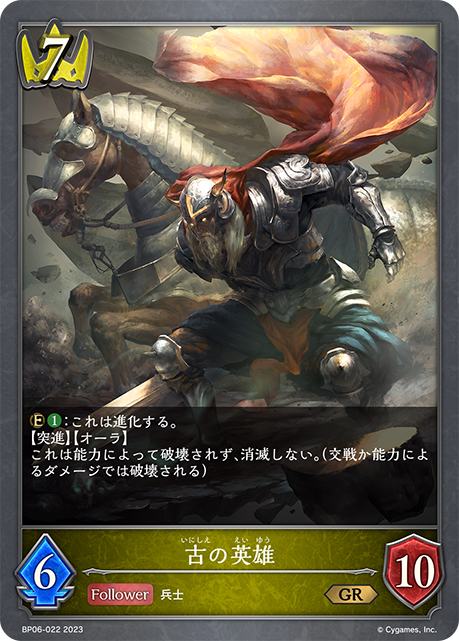 7
E 1：これは進化する。
【突進】【オーラ】
これは能力によって破壊されず、消滅しない。（交戦か能力によ
るダメージでは破壊される）
いにしえ えいゆう
古の英雄
6
Follower 兵士
GR
10
BP06-022 2023
© Cygames, Inc.